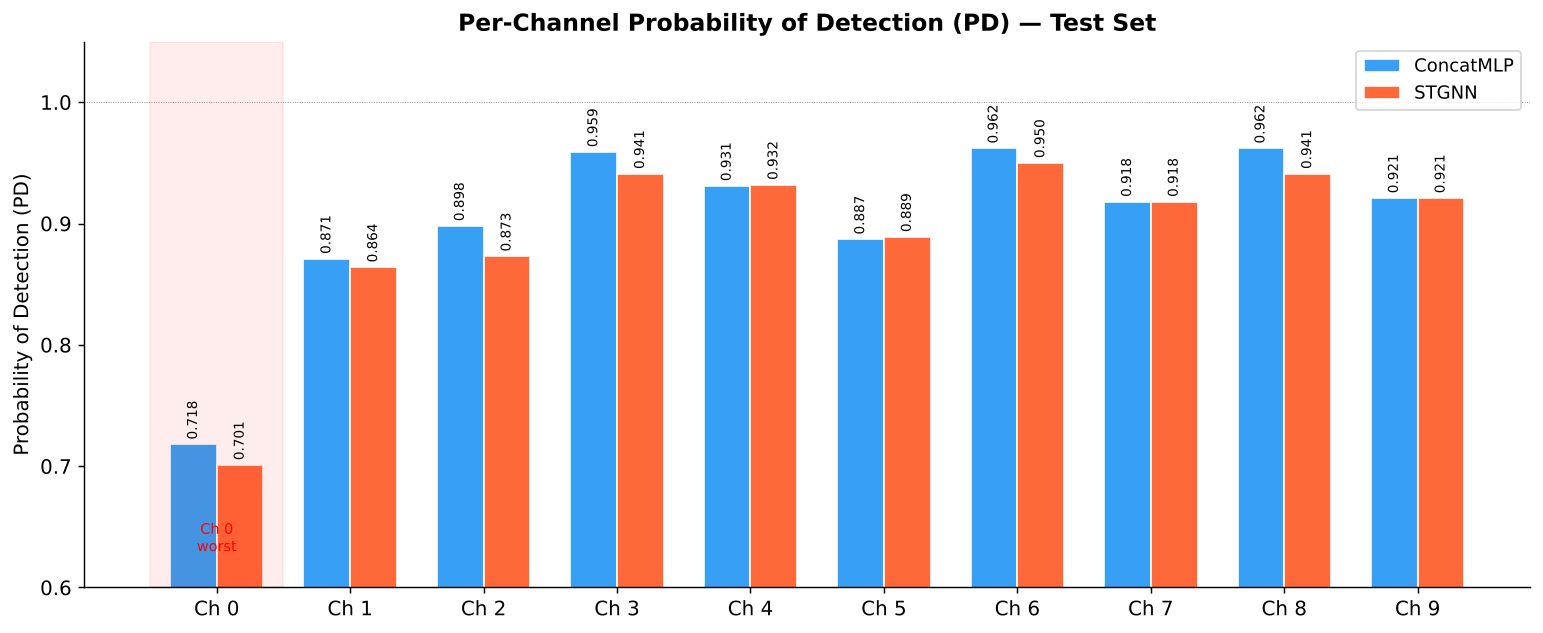 Per-Channel Probability of Detection (PD) — Test Set
ConcatMLP
STGNN
Probability of Detection (PD)
1.0
0.9
0.8
0.7
0.6
0.718
0.701
0.871
0.864
0.898
0.873
0.959
0.941
0.931
0.932
0.887
0.889
0.962
0.950
0.918
0.918
0.962
0.941
0.921
0.921
Ch 0
worst
Ch 0
Ch 1
Ch 2
Ch 3
Ch 4
Ch 5
Ch 6
Ch 7
Ch 8
Ch 9